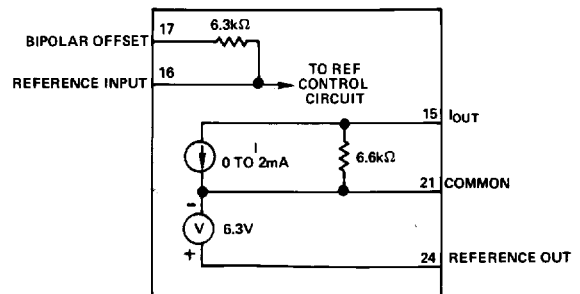 17
6.3kΩ
BIPOLAR OFFSET
16
REFERENCE INPUT
TO REF
CONTROL
CIRCUIT
15
IOUT
I
0 TO 2mA
6.6kΩ
21
COMMON
-
V
6.3V
+
24
REFERENCE OUT